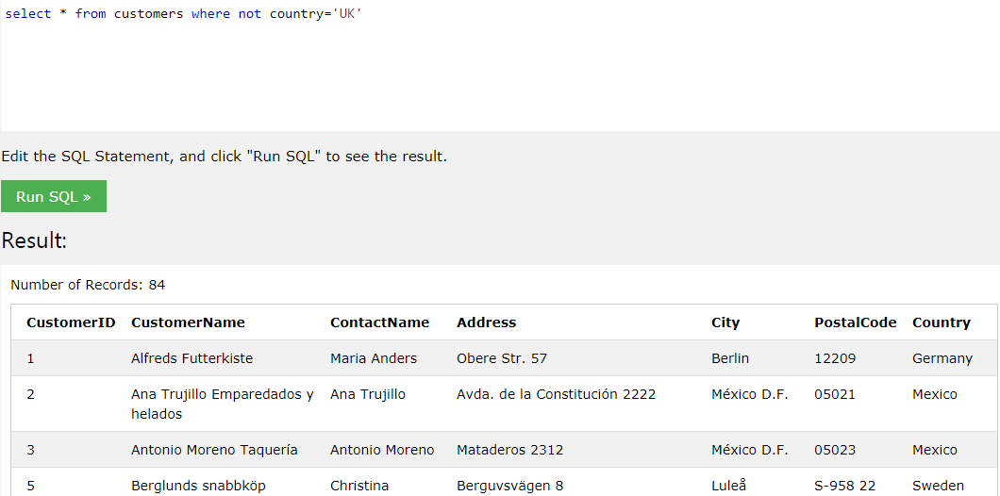 select * from customers where not country='UK'
Edit the SQL Statement, and click "Run SQL" to see the result.
Run SQL »
Result:
Number of Records: 84
CustomerID CustomerName ContactName Address City PostalCode Country
1 Alfreds Futterkiste Maria Anders Obere Str. 57 Berlin 12209 Germany
2 Ana Trujillo Emparedados y Ana Trujillo Avda. de la Constitución 2222 México D.F. 05021 Mexico
helados
3 Antonio Moreno Taquería Antonio Moreno Mataderos 2312 México D.F. 05023 Mexico
5 Berglunds snabbköp Christina Berguvsvägen 8 Luleå S-958 22 Sweden